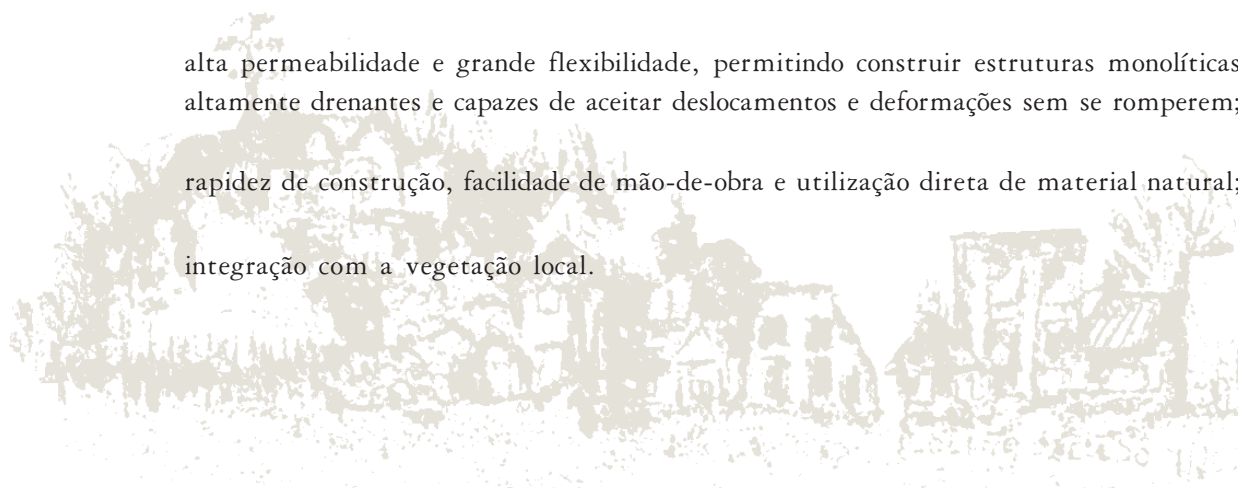 alta permeabilidade e grande flexibilidade, permitindo construir estruturas monolíticas
altamente drenantes e capazes de aceitar deslocamentos e deformações sem se romperem;
rapidez de construção, facilidade de mão-de-obra e utilização direta de material natural;
integração com a vegetação local.